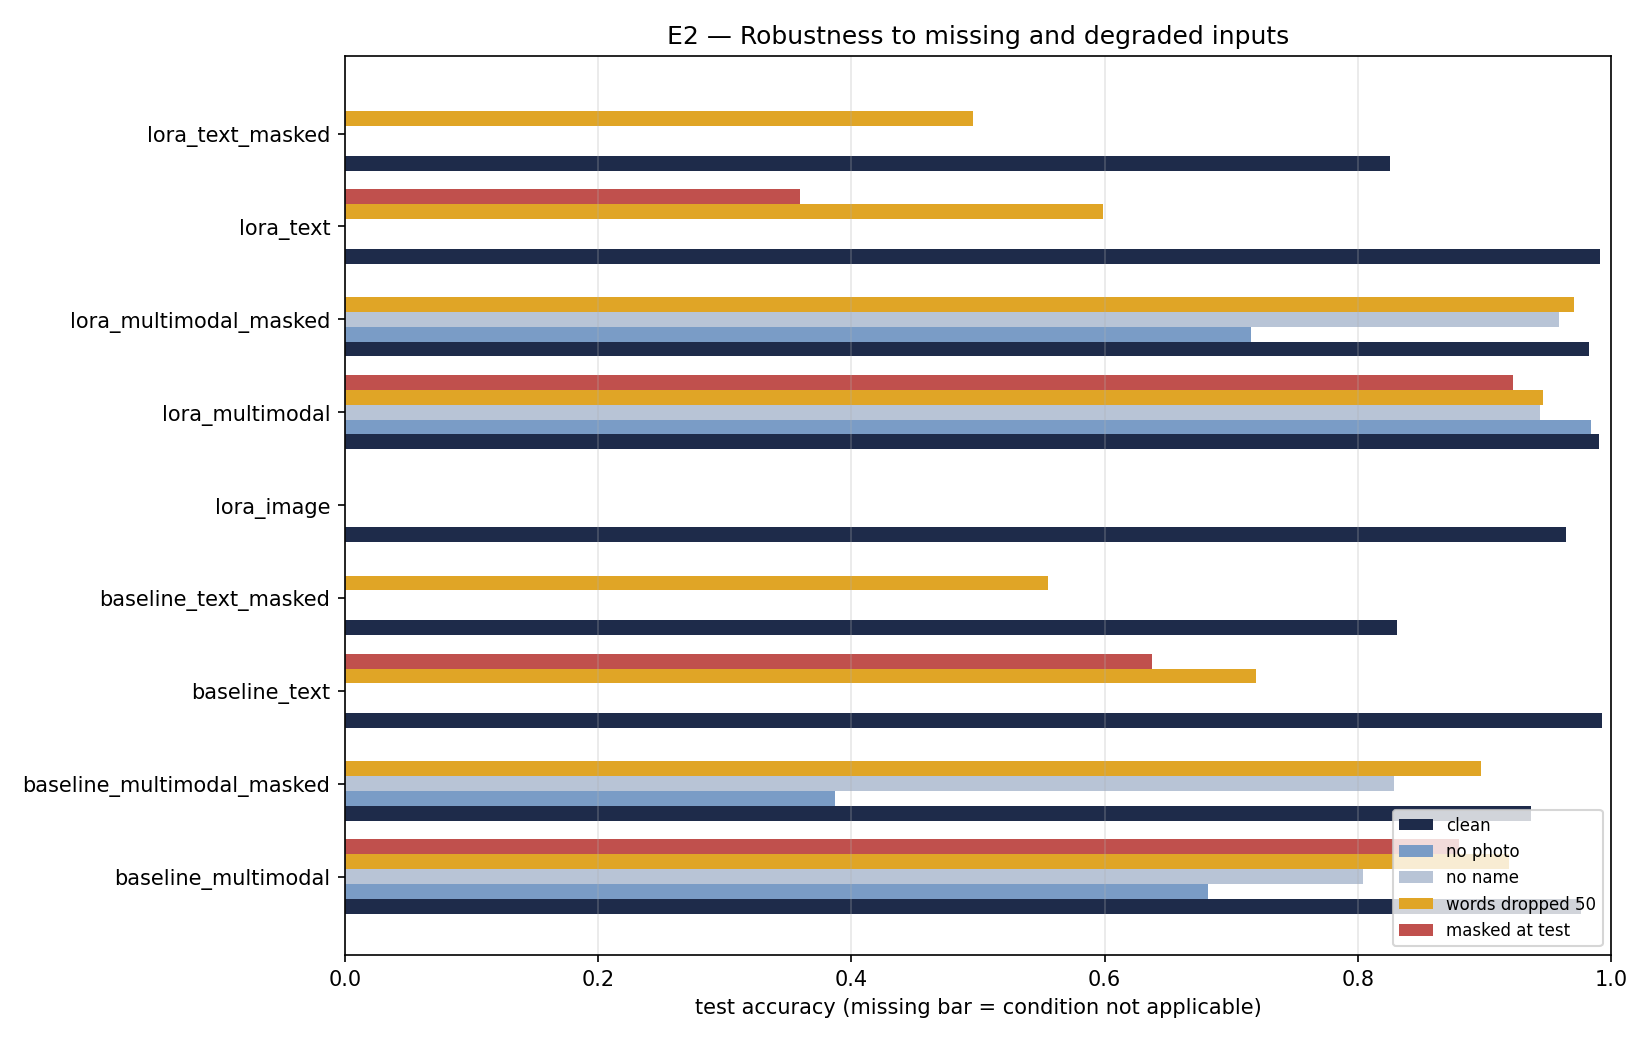 E2 — Robustness to missing and degraded inputs
lora_text_masked
lora_text
lora_multimodal_masked
lora_multimodal
lora_image
baseline_text_masked
baseline_text
baseline_multimodal_masked
baseline_multimodal
clean
no photo
no name
words dropped 50
masked at test
0.0 0.2 0.4 0.6 0.8 1.0
test accuracy (missing bar = condition not applicable)